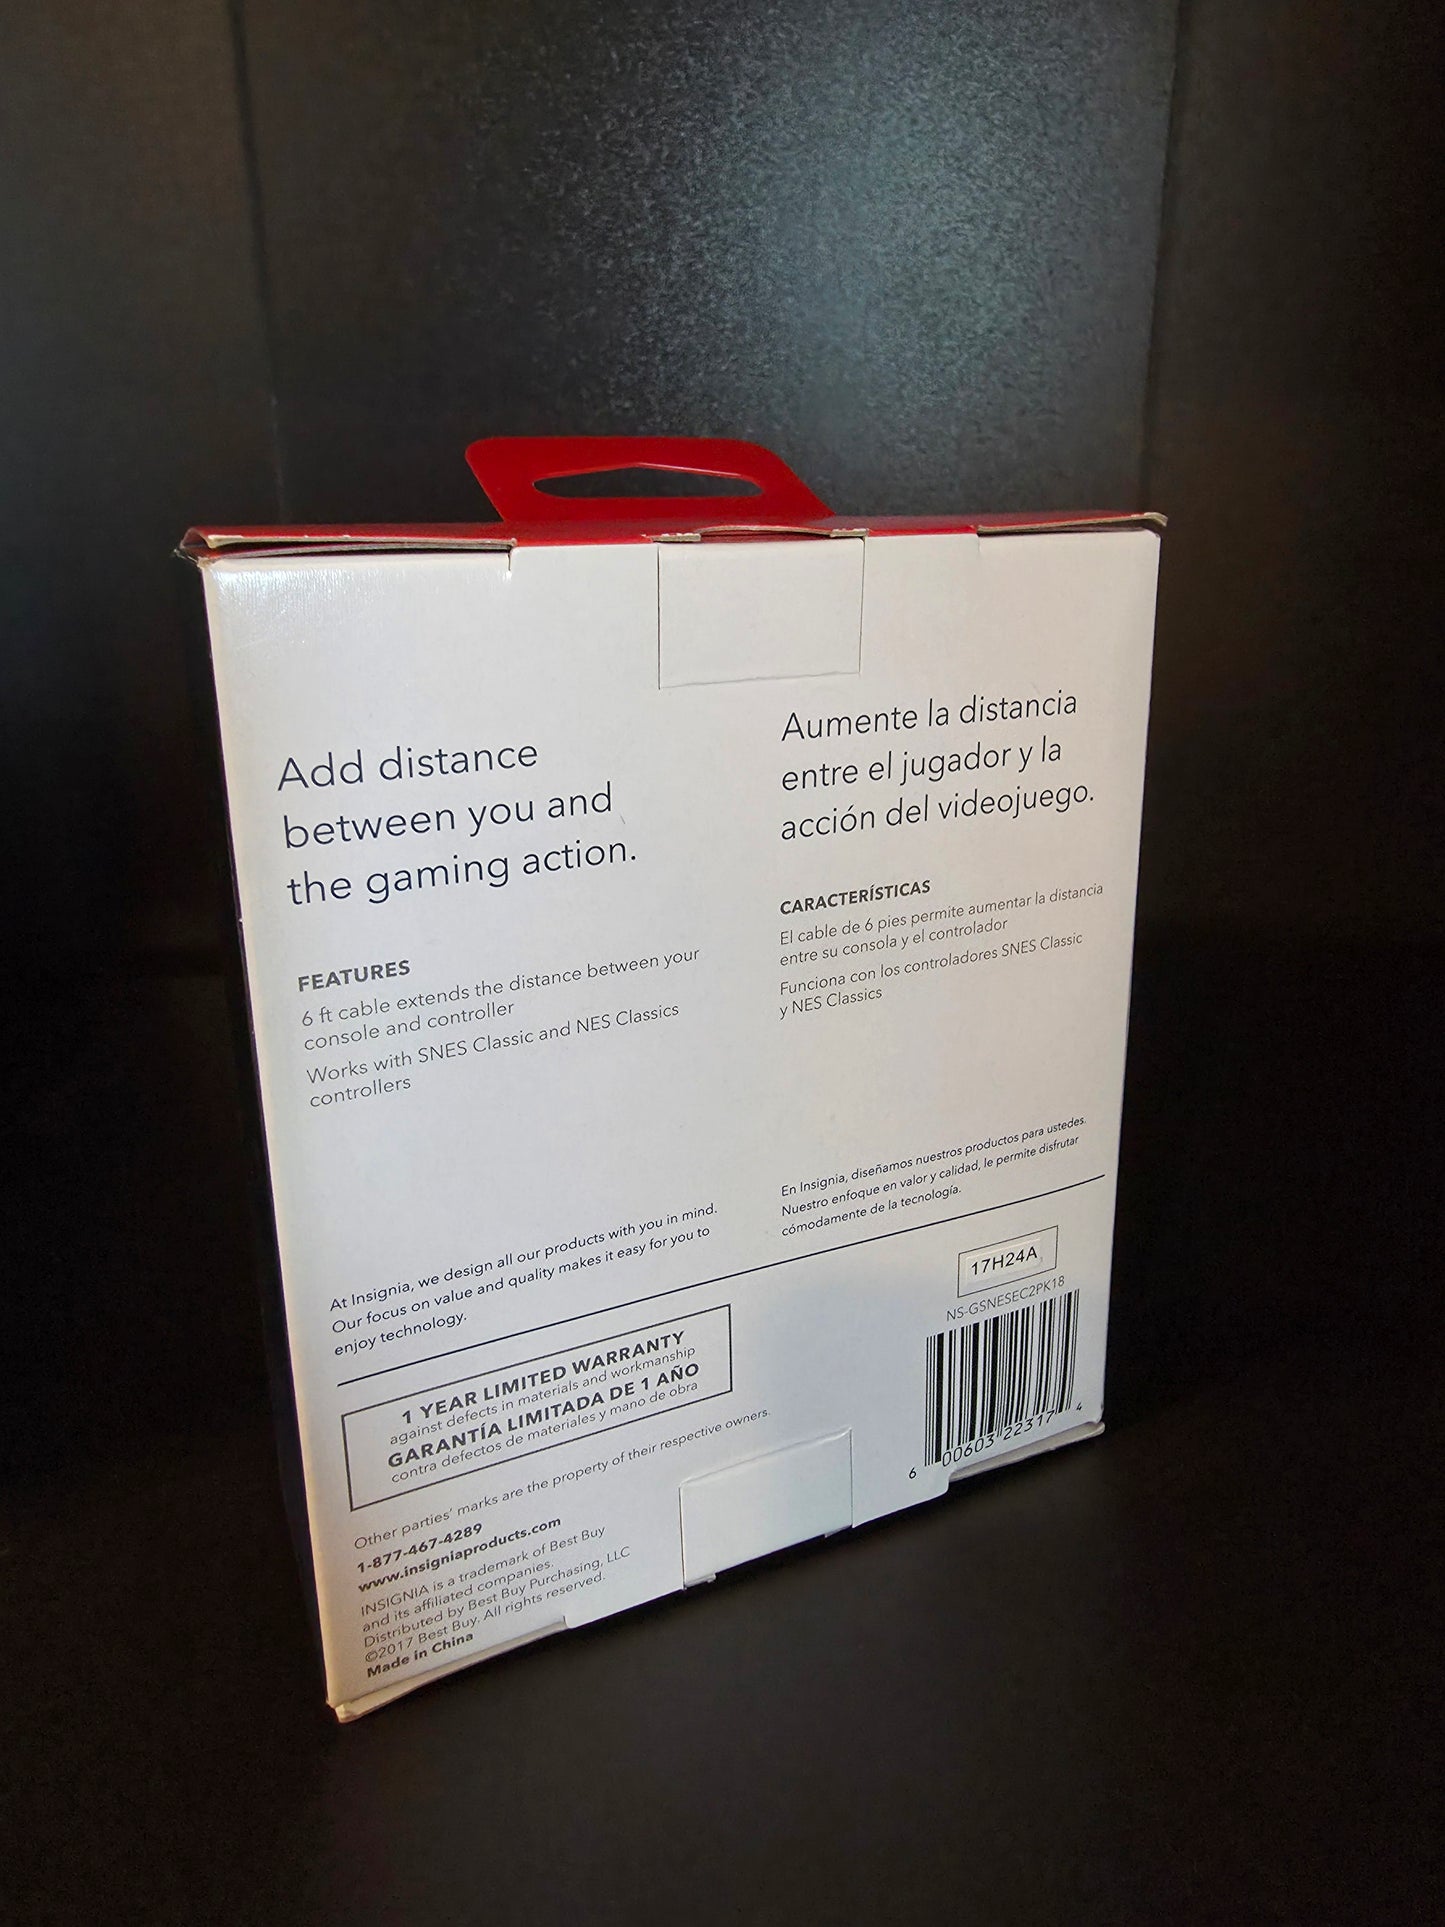 Add distance
between you and
the gaming action.
FEATURES
6 ft cable extends the distance between your
console and controller
Works with SNES Classic and NES Classics
controllers
At Insignia, we design all our products with you in mind.
Our focus on value and quality makes it easy for you to
enjoy technology.
Aumente la distancia
entre el jugador y la
acción del videojuego.
CARACTERÍSTICAS
El cable de 6 pies permite aumentar la distancia
entre su consola y el controlador
Funciona con los controladores SNES Classic
y NES Classics
En Insignia, diseñamos nuestros productos para ustedes.
Nuestro enfoque en valor y calidad, le permite disfrutar
cómodamente de la tecnología.
1 YEAR LIMITED WARRANTY
against defects in materials and workmanship
GARANTÍA LIMITADA DE 1 AÑO
contra defectos de materiales y mano de obra
Other parties' marks are the property of their respective owners.
1-877-467-4289
www.insigniaproducts.com
INSIGNIA is a trademark of Best Buy
and its affiliated companies.
Distributed by Best Buy Purchasing, LLC
©2017 Best Buy. All rights reserved.
Made in China
17H24A
NS-GSNESEC2PK18
6 00603 22317 4